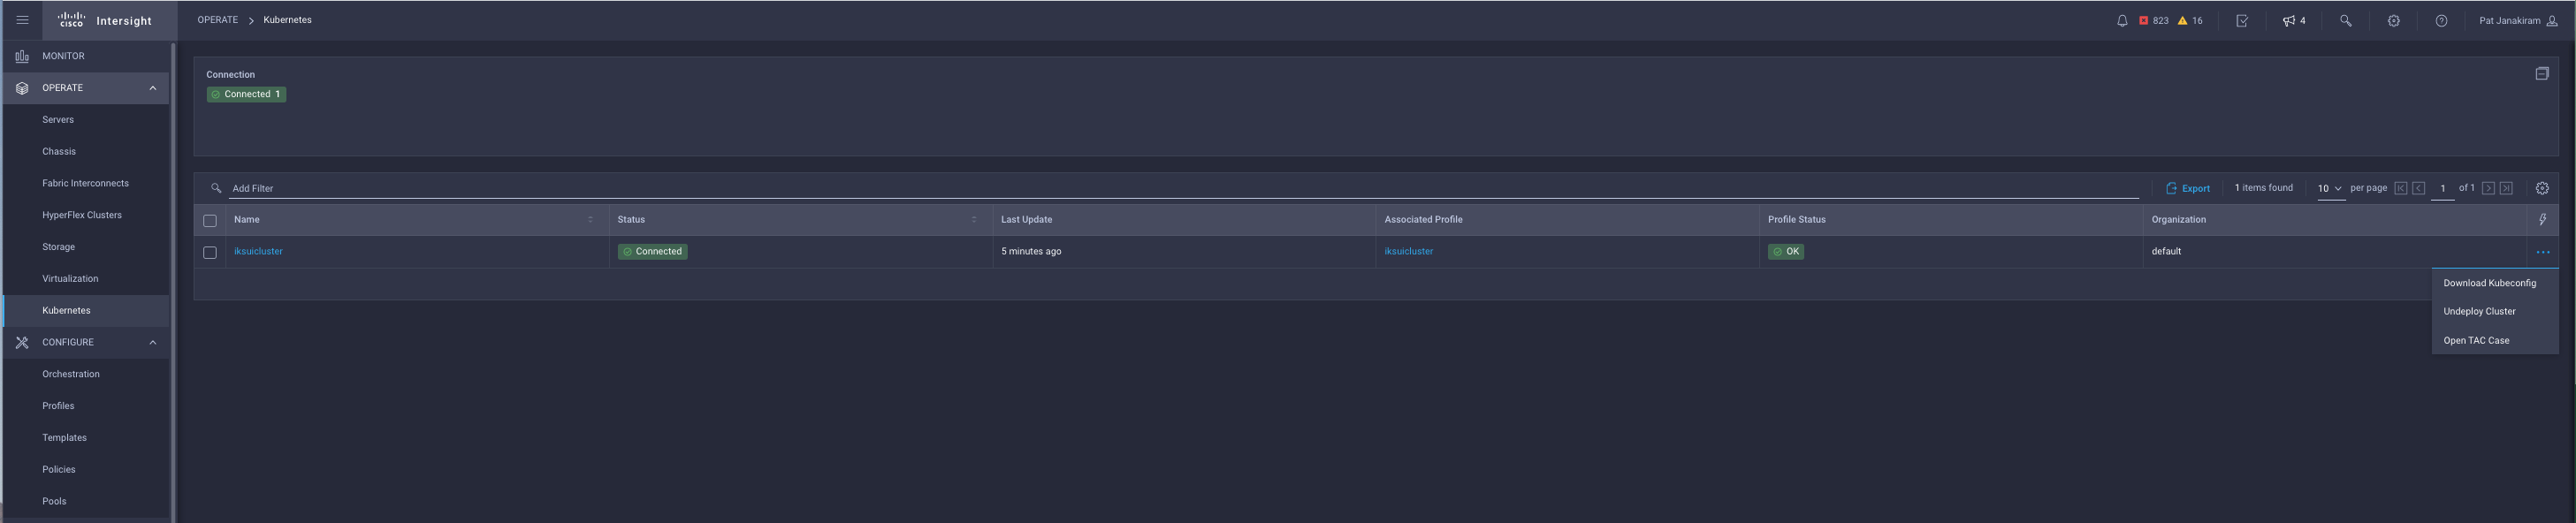 cisco Intersight
OPERATE > Kubernetes
823 16
4
Pat Janakiram
MONITOR
OPERATE
Servers
Chassis
Fabric Interconnects
HyperFlex Clusters
Storage
Virtualization
Kubernetes
CONFIGURE
Orchestration
Profiles
Templates
Policies
Pools
Connection
Connected 1
Add Filter
Export 1 items found 10 per page 1 of 1
Name Status Last Update Associated Profile Profile Status Organization
iksuicluster Connected 5 minutes ago iksuicluster OK default
Download Kubeconfig
Undeploy Cluster
Open TAC Case